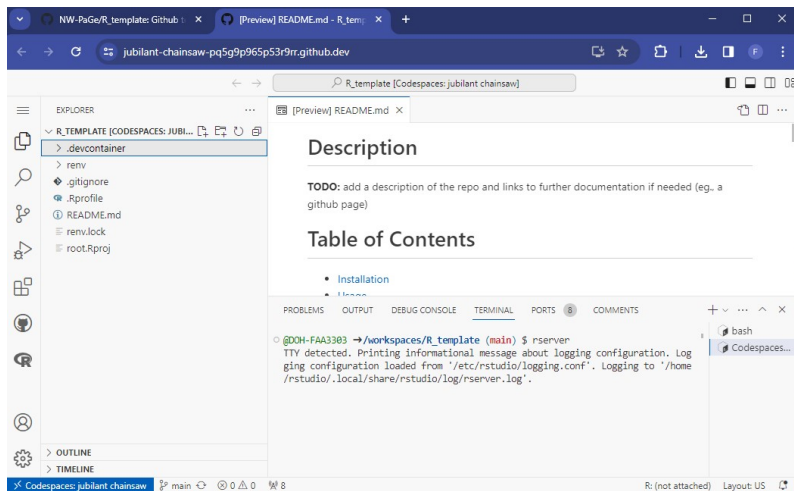 NW-PaGe/R_template: Github t
[Preview] README.md - R_temp
jubilant-chainsaw-pq5g9p965p53r9rr.github.dev
F
R_template [Codespaces: jubilant chainsaw]
EXPLORER
[Preview] README.md
R_TEMPLATE [CODESPACES: JUBI...
.devcontainer
renv
.gitignore
.Rprofile
README.md
renv.lock
root.Rproj
OUTLINE
TIMELINE
Description
TODO: add a description of the repo and links to further documentation if needed (eg., a
github page)
Table of Contents
• Installation
• Usage
PROBLEMS OUTPUT DEBUG CONSOLE TERMINAL PORTS 8 COMMENTS
@DOH-FAA3303 ➜/workspaces/R_template (main) $ rserver
TTY detected. Printing informational message about logging configuration. Log
ging configuration loaded from '/etc/rstudio/logging.conf'. Logging to '/home
/rstudio/.local/share/rstudio/log/rserver.log'.
bash
Codespaces...
Codespaces: jubilant chainsaw main 0 0 8 R: (not attached) Layout: US